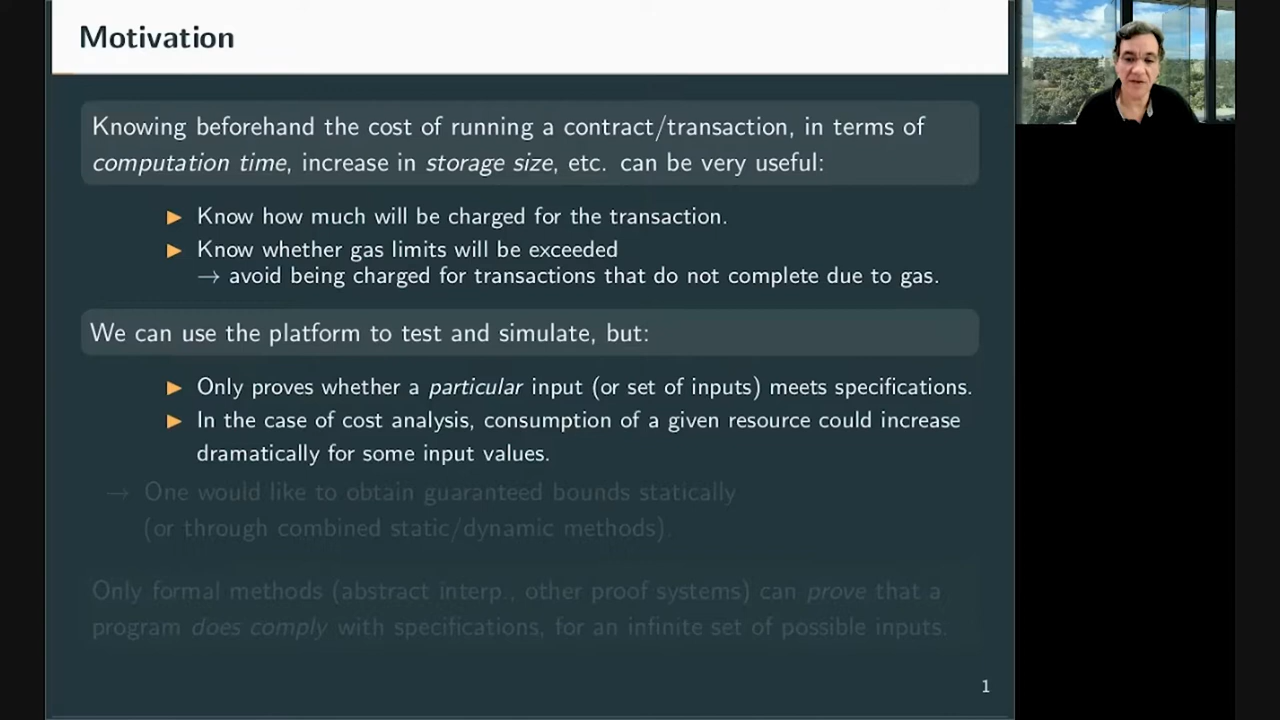 Motivation
Knowing beforehand the cost of running a contract/transaction, in terms of
computation time, increase in storage size, etc. can be very useful:
▶ Know how much will be charged for the transaction.
▶ Know whether gas limits will be exceeded
→ avoid being charged for transactions that do not complete due to gas.
We can use the platform to test and simulate, but:
▶ Only proves whether a particular input (or set of inputs) meets specifications.
▶ In the case of cost analysis, consumption of a given resource could increase
dramatically for some input values.
→ One would like to obtain guaranteed bounds statically
(or through combined static/dynamic methods).
Only formal methods (abstract interp., other proof systems) can prove that a
program does comply with specifications, for an infinite set of possible inputs.
1